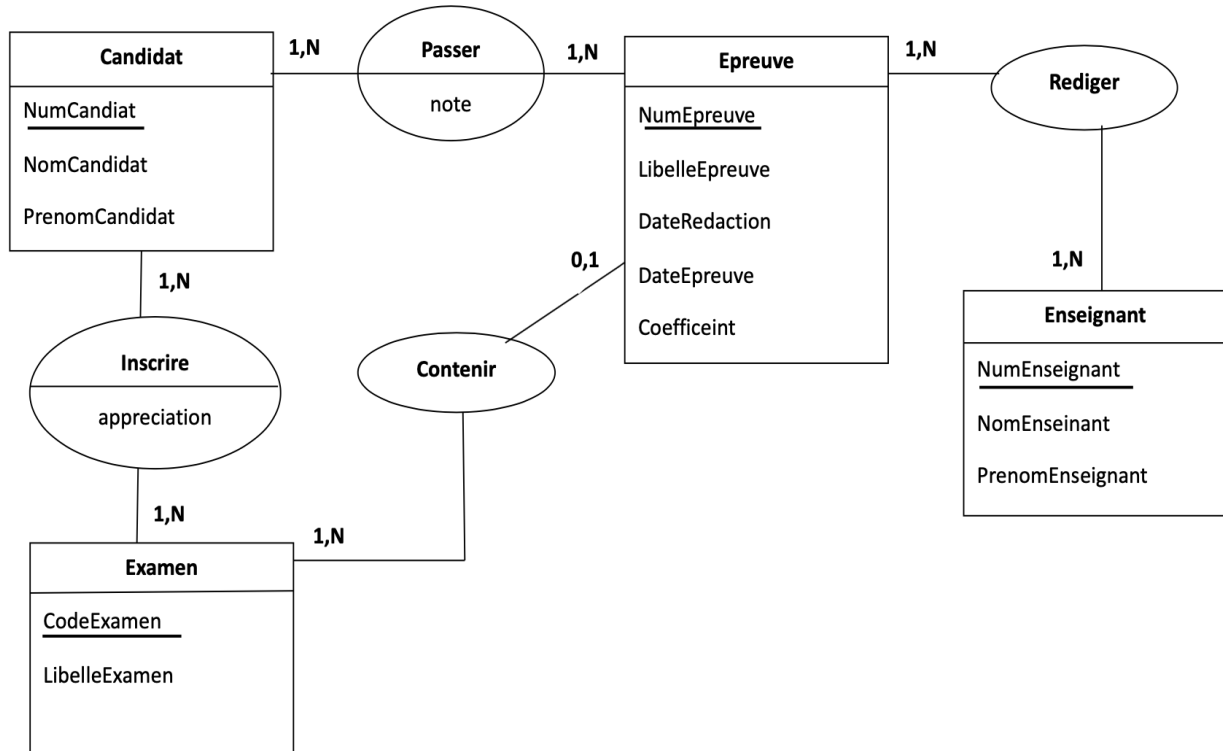 Candidat
NumCandiat
NomCandidat
PrenomCandidat
1,N
Passer
note
1,N
Epreuve
NumEpreuve
LibelleEpreuve
DateRedaction
DateEpreuve
Coefficeint
1,N
Rediger
1,N
Enseignant
NumEnseignant
NomEnseinant
PrenomEnseignant
0,1
Contenir
1,N
1,N
Inscrire
appreciation
1,N
Examen
CodeExamen
LibelleExamen